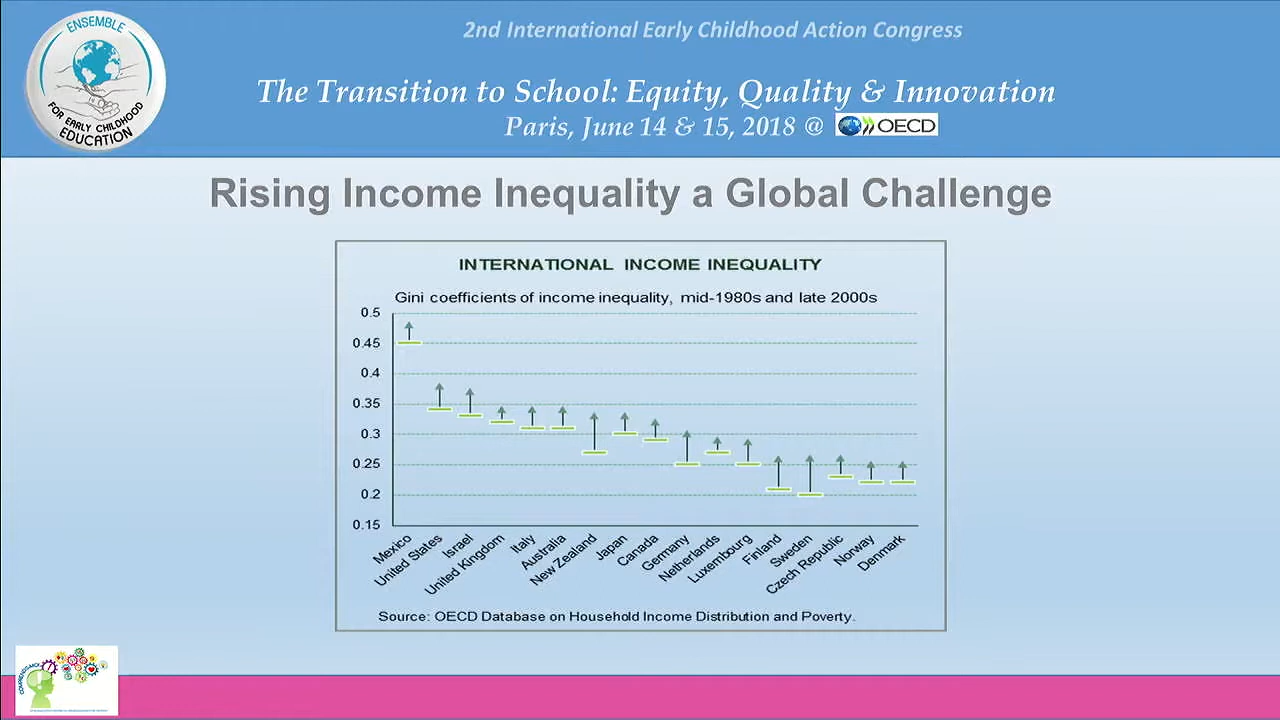 ENSEMBLE
FOR EARLY CHILDHOOD
EDUCATION
2nd International Early Childhood Action Congress
The Transition to School: Equity, Quality & Innovation
Paris, June 14 & 15, 2018 @ OECD
Rising Income Inequality a Global Challenge
INTERNATIONAL INCOME INEQUALITY
Gini coefficients of income inequality, mid-1980s and late 2000s
0.5
0.45
0.4
0.35
0.3
0.25
0.2
0.15
Mexico
United States
Israel
United Kingdom
Italy
Australia
New Zealand
Japan
Canada
Germany
Netherlands
Luxembourg
Finland
Sweden
Czech Republic
Norway
Denmark
Source: OECD Database on Household Income Distribution and Poverty.